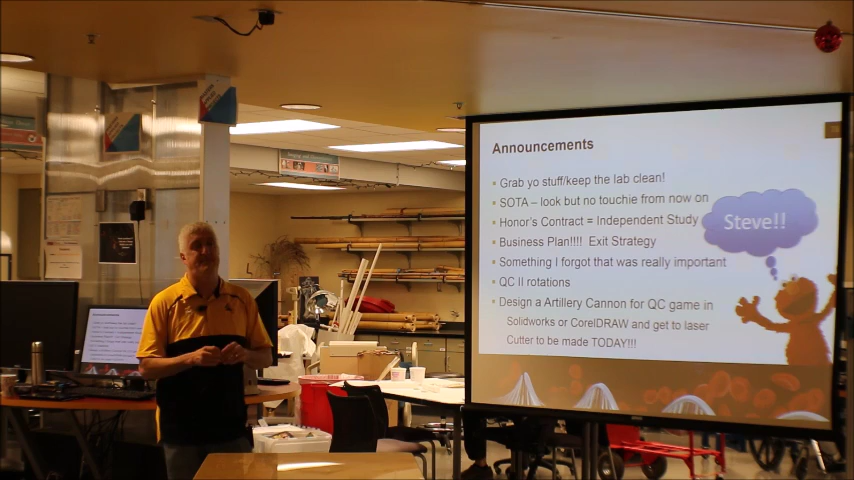 Announcements
Grab yo stuff/keep the lab clean!
SOTA – look but no touchie from now on
Honor's Contract = Independent Study
Business Plan!!!! Exit Strategy
Something I forgot that was really important
QC II rotations
Design a Artillery Cannon for QC game in
Solidworks or CorelDRAW and get to laser
Cutter to be made TODAY!!!
Steve!!